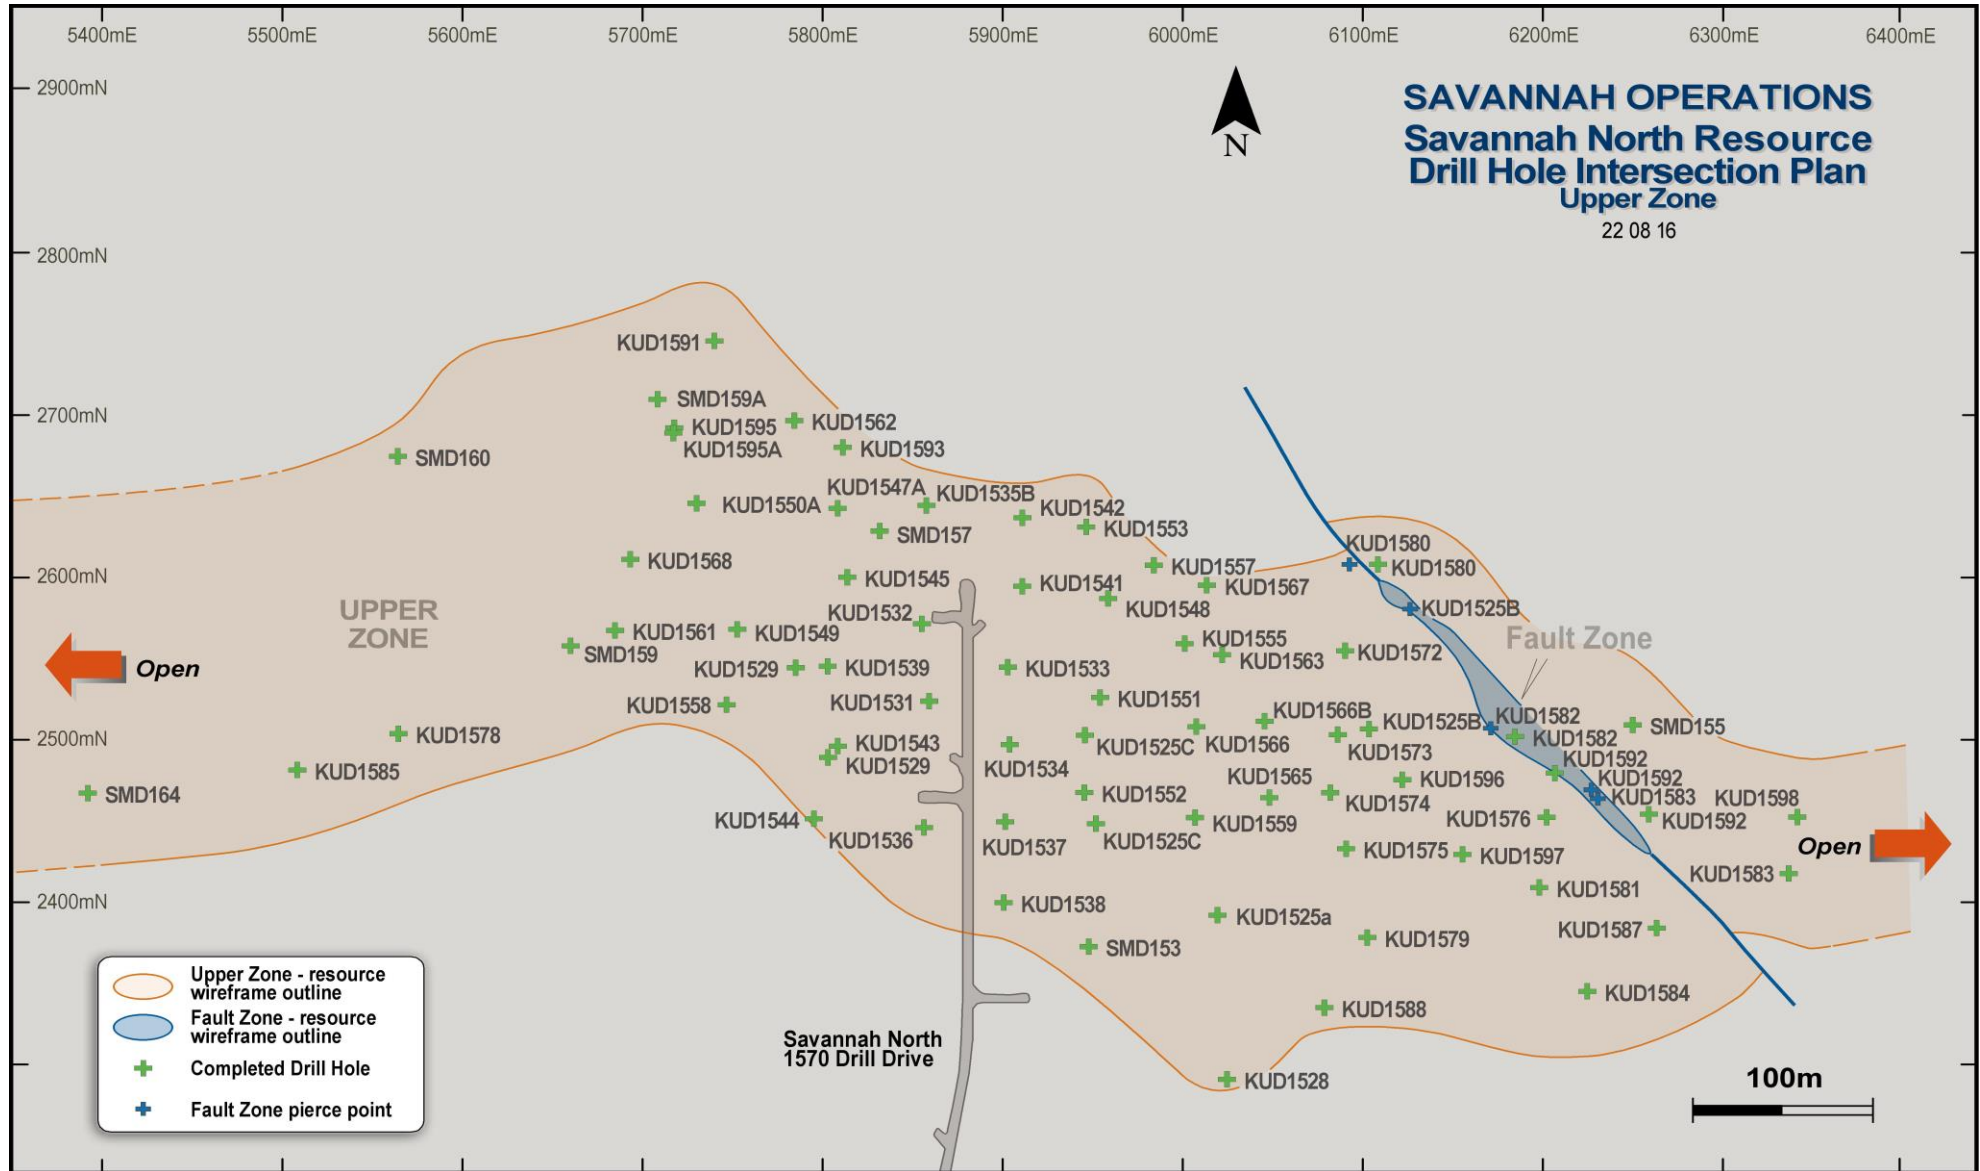 5400mE 5500mE 5600mE 5700mE 5800mE 5900mE 6000mE 6100mE 6200mE 6300mE 6400mE
2900mN
2800mN
2700mN
2600mN
2500mN
2400mN
N
SAVANNAH OPERATIONS
Savannah North Resource
Drill Hole Intersection Plan
Upper Zone
22 08 16
KUD1591
SMD159A
KUD1562
KUD1595
KUD1595A
KUD1593
SMD160
KUD1547A
KUD1535B
KUD1550A
KUD1542
KUD1553
SMD157
KUD1580
KUD1568
KUD1557
KUD1580
KUD1545
KUD1541
KUD1567
UPPER
ZONE
KUD1532
KUD1548
KUD1525B
KUD1561
KUD1549
KUD1555
Fault Zone
SMD159
KUD1563
KUD1572
Open
KUD1529
KUD1539
KUD1533
KUD1558
KUD1531
KUD1551
KUD1566B
KUD1525B
KUD1582
SMD155
KUD1578
KUD1543
KUD1525C
KUD1566
KUD1573
KUD1582
KUD1529
KUD1534
KUD1592
KUD1585
KUD1565
KUD1596
KUD1592
SMD164
KUD1552
KUD1574
KUD1583
KUD1598
KUD1544
KUD1559
KUD1576
KUD1592
KUD1536
KUD1537
KUD1525C
KUD1575
KUD1597
Open
KUD1583
KUD1581
KUD1538
KUD1525a
KUD1587
SMD153
KUD1579
KUD1584
KUD1588
KUD1528
Savannah North
1570 Drill Drive
Upper Zone - resource
wireframe outline
Fault Zone - resource
wireframe outline
Completed Drill Hole
Fault Zone pierce point
100m